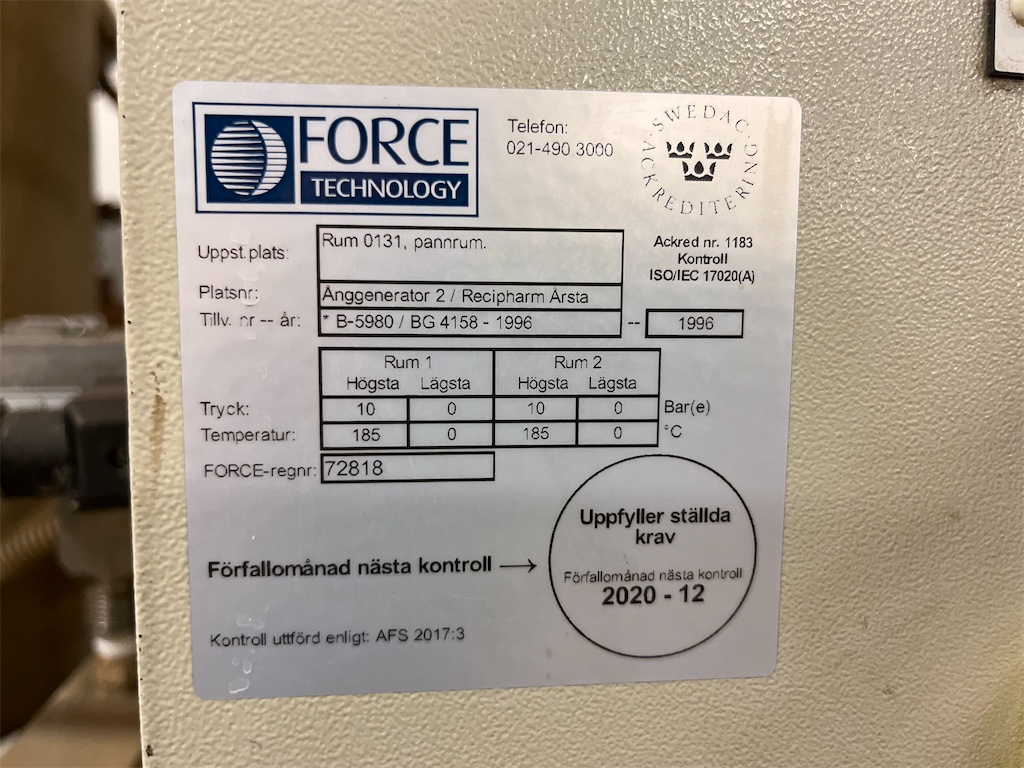 FORCE
TECHNOLOGY
Telefon:
021-490 3000
SWEDAC ACKREDITERING
Ackred nr. 1183
Kontroll
ISO/IEC 17020(A)
Uppst.plats: Rum 0131, pannrum.
Platsnr: Ånggenerator 2 / Recipharm Årsta
Tillv. nr -- år: * B-5980 / BG 4158 - 1996 -- 1996
Rum 1 Rum 2
Högsta Lägsta Högsta Lägsta
Tryck: 10 0 10 0 Bar(e)
Temperatur: 185 0 185 0 °C
FORCE-regnr: 72818
Uppfyller ställda
krav
Förfallomånad nästa kontroll →
Förfallomånad nästa kontroll
2020 - 12
Kontroll uttförd enligt: AFS 2017:3